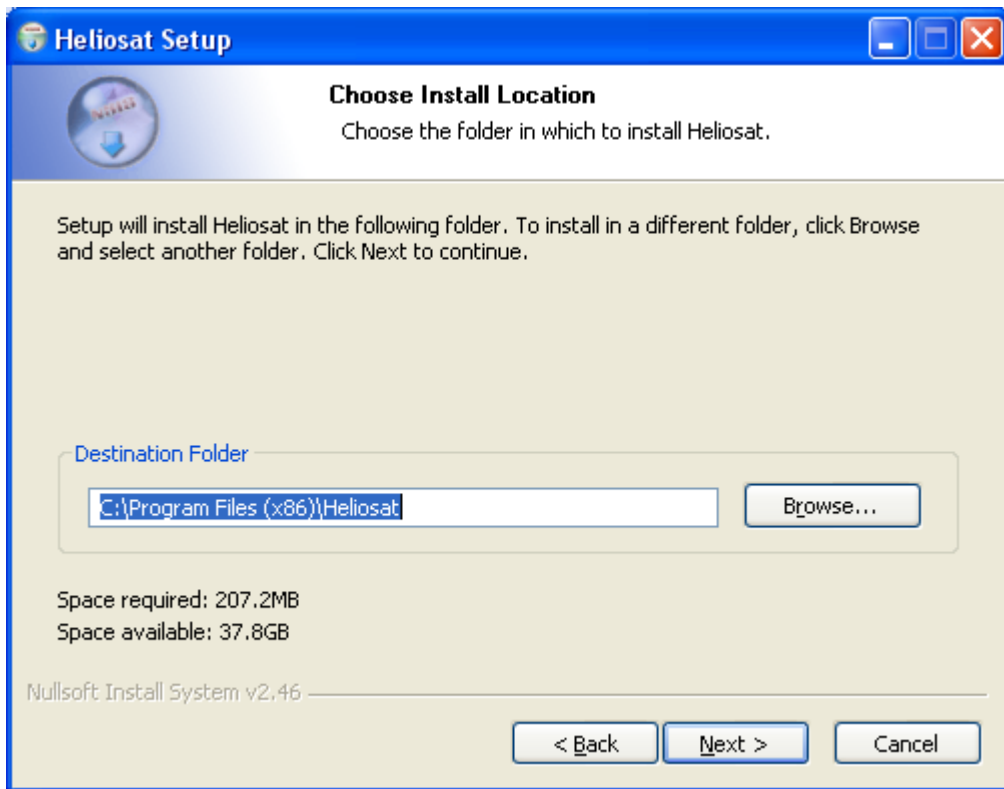 Heliosat Setup
Choose Install Location
Choose the folder in which to install Heliosat.
Setup will install Heliosat in the following folder. To install in a different folder, click Browse
and select another folder. Click Next to continue.
Destination Folder
C:\Program Files (x86)\Heliosat
Browse...
Space required: 207.2MB
Space available: 37.8GB
Nullsoft Install System v2.46
< Back
Next >
Cancel